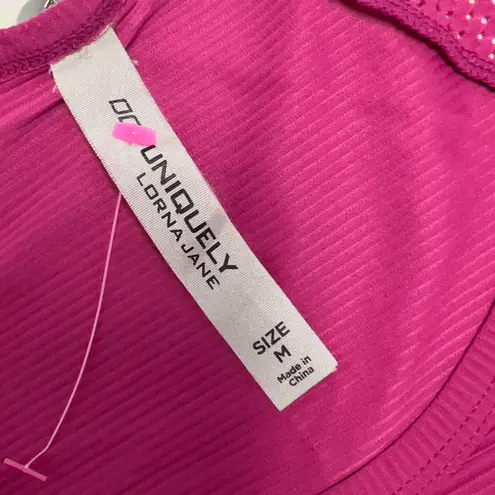 UNIQUELY
LORNA JANE
SIZE
M
Made in
China